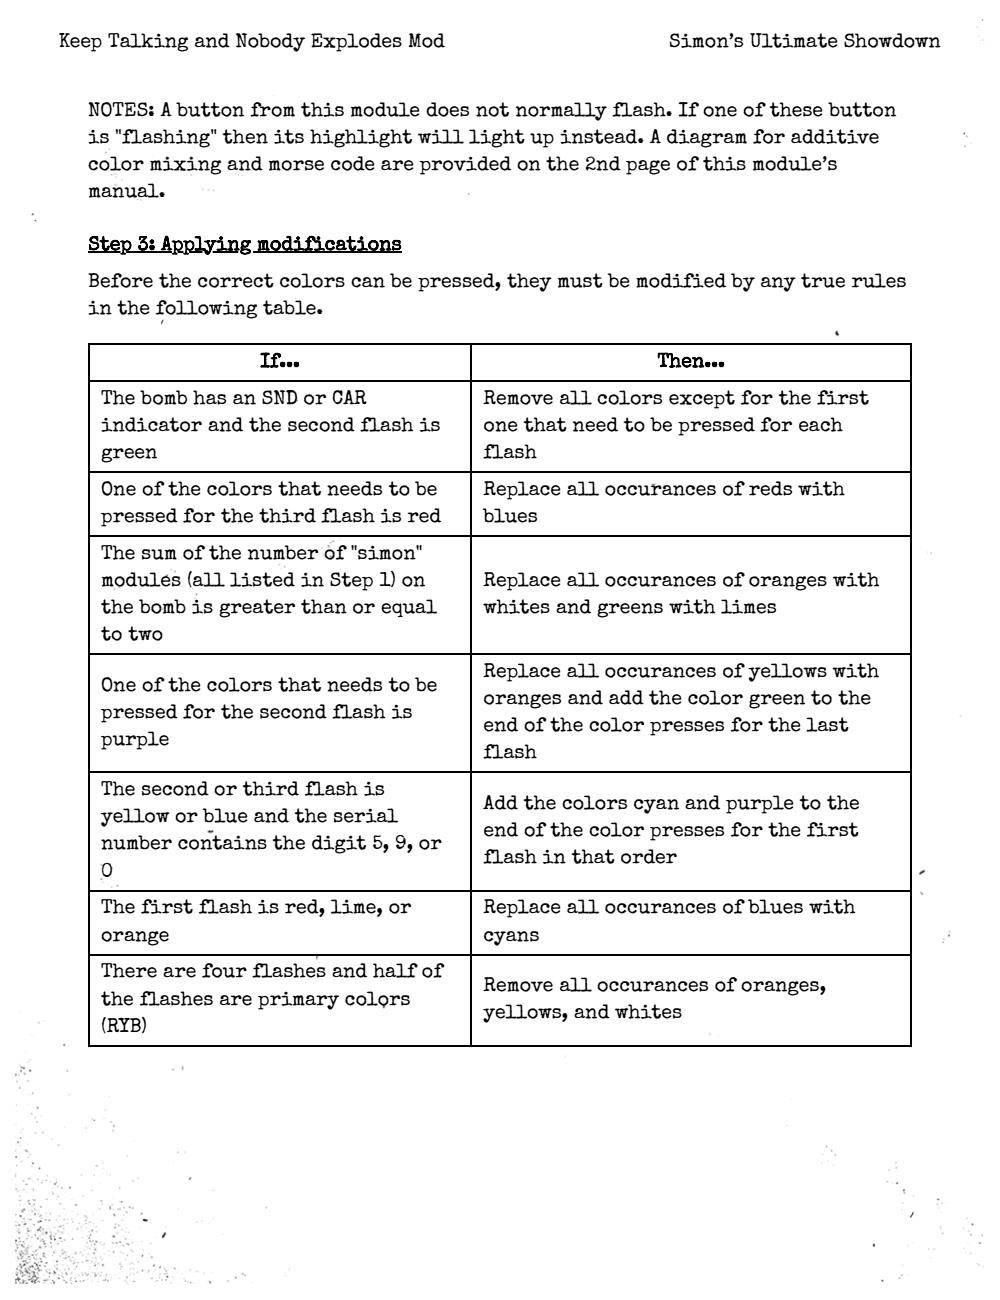 Keep Talking and Nobody Explodes Mod
Simon's Ultimate Showdown
NOTES: A button from this module does not normally flash. If one of these button
is "flashing" then its highlight will light up instead. A diagram for additive
color mixing and morse code are provided on the 2nd page of this module's
manual.
Step 3: Applying modifications
Before the correct colors can be pressed, they must be modified by any true rules
in the following table.
If...
Then...
The bomb has an SND or CAR
indicator and the second flash is
green
Remove all colors except for the first
one that need to be pressed for each
flash
One of the colors that needs to be
pressed for the third flash is red
Replace all occurances of reds with
blues
The sum of the number of "simon"
modules (all listed in Step 1) on
the bomb is greater than or equal
to two
Replace all occurances of oranges with
whites and greens with limes
One of the colors that needs to be
pressed for the second flash is
purple
Replace all occurances of yellows with
oranges and add the color green to the
end of the color presses for the last
flash
The second or third flash is
yellow or blue and the serial
number contains the digit 5, 9, or
0
Add the colors cyan and purple to the
end of the color presses for the first
flash in that order
The first flash is red, lime, or
orange
Replace all occurances of blues with
cyans
There are four flashes and half of
the flashes are primary colors
(RYB)
Remove all occurances of oranges,
yellows, and whites